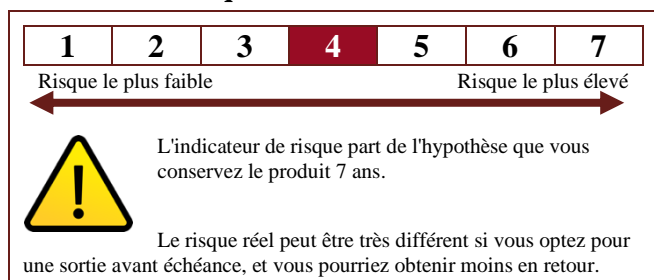 1 2 3 4 5 6 7
Risque le plus faible Risque le plus élevé
L'indicateur de risque part de l'hypothèse que vous
conservez le produit 7 ans.
Le risque réel peut être très différent si vous optez pour
une sortie avant échéance, et vous pourriez obtenir moins en retour.